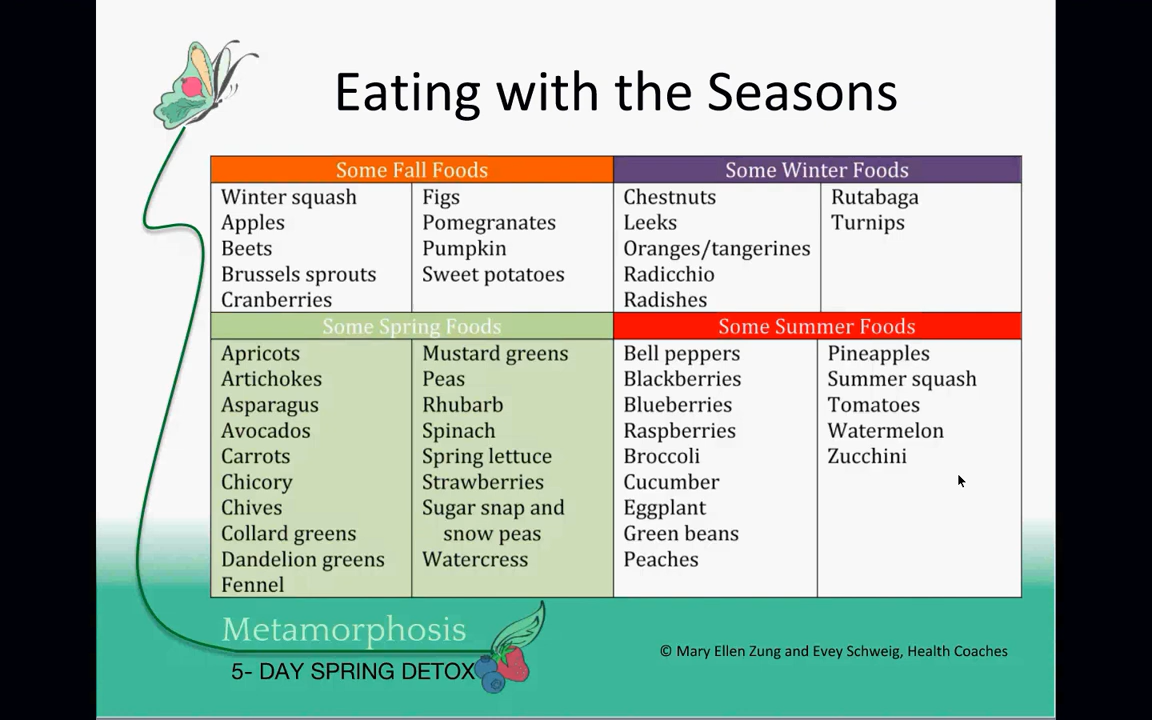 Eating with the Seasons
Some Fall Foods
Winter squash
Apples
Beets
Brussels sprouts
Cranberries
Figs
Pomegranates
Pumpkin
Sweet potatoes
Some Winter Foods
Chestnuts
Leeks
Oranges/tangerines
Radicchio
Radishes
Rutabaga
Turnips
Some Spring Foods
Apricots
Artichokes
Asparagus
Avocados
Carrots
Chicory
Chives
Collard greens
Dandelion greens
Fennel
Mustard greens
Peas
Rhubarb
Spinach
Spring lettuce
Strawberries
Sugar snap and
snow peas
Watercress
Some Summer Foods
Bell peppers
Blackberries
Blueberries
Raspberries
Broccoli
Cucumber
Eggplant
Green beans
Peaches
Pineapples
Summer squash
Tomatoes
Watermelon
Zucchini
Metamorphosis
5- DAY SPRING DETOX
© Mary Ellen Zung and Evey Schweig, Health Coaches